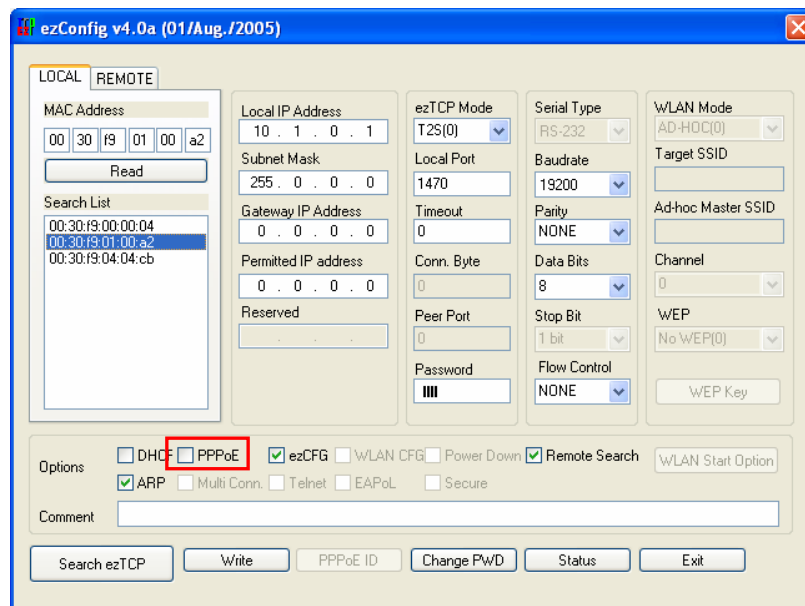 ezConfig v4.0a (01/Aug./2005)
LOCAL REMOTE
MAC Address
00 30 f9 01 00 a2
Read
Search List
00:30:f9:00:00:04
00:30:f9:01:00:a2
00:30:f9:04:04:cb
Local IP Address
10 . 1 . 0 . 1
Subnet Mask
255 . 0 . 0 . 0
Gateway IP Address
0 . 0 . 0 . 0
Permitted IP address
0 . 0 . 0 . 0
Reserved
. . .
ezTCP Mode
T2S(0)
Local Port
1470
Timeout
0
Conn. Byte
0
Peer Port
0
Password
Serial Type
RS-232
Baudrate
19200
Parity
NONE
Data Bits
8
Stop Bit
1 bit
Flow Control
NONE
WLAN Mode
AD-HOC(0)
Target SSID
Ad-hoc Master SSID
Channel
0
WEP
No WEP(0)
WEP Key
Options
DHCP PPPoE ezCFG WLAN CFG Power Down Remote Search WLAN Start Option
ARP Multi Conn. Telnet EAPoL Secure
Comment
Search ezTCP Write PPPoE ID Change PWD Status Exit